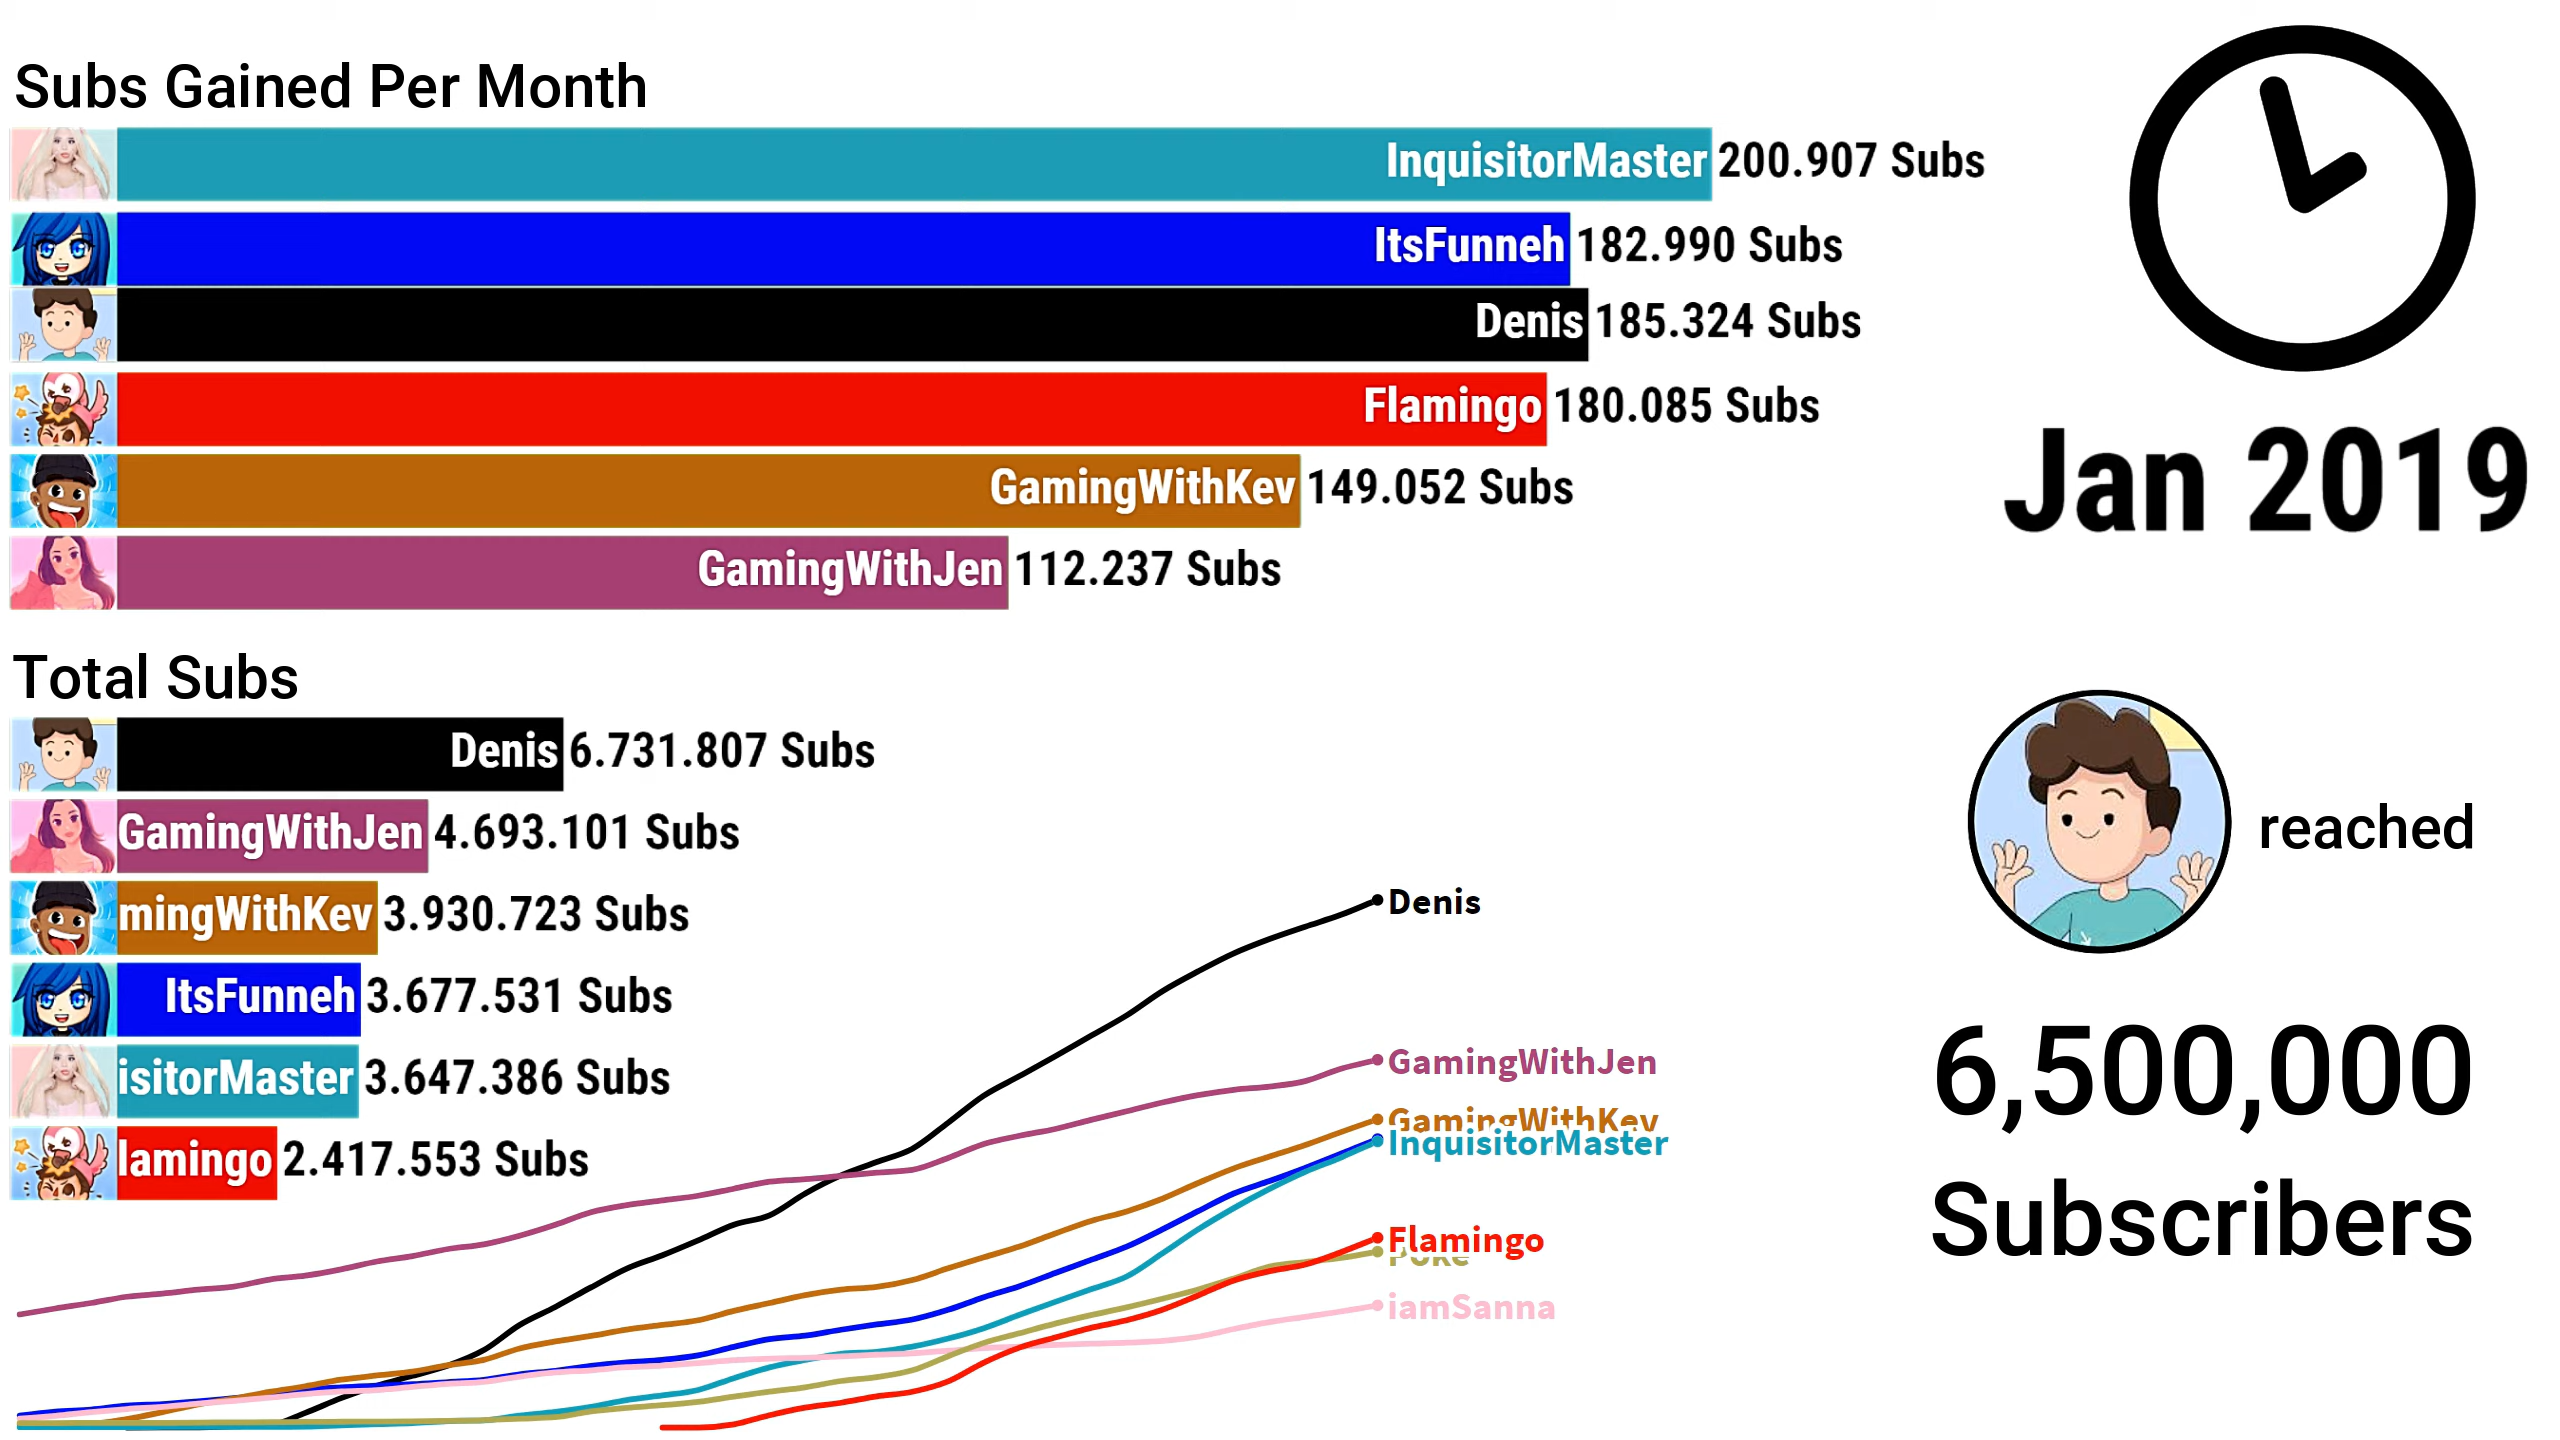 Subs Gained Per Month
InquisitorMaster 200.907 Subs
ItsFunneh 182.990 Subs
Denis 185.324 Subs
Flamingo 180.085 Subs
GamingWithKev 149.052 Subs
GamingWithJen 112.237 Subs
Jan 2019
Total Subs
Denis 6.731.807 Subs
GamingWithJen 4.693.101 Subs
mingWithKev 3.930.723 Subs
ItsFunneh 3.677.531 Subs
isitorMaster 3.647.386 Subs
lamingo 2.417.553 Subs
Denis
GamingWithJen
GamingWithKev
InquisitorMaster
Flamingo
iamSanna
reached
6,500,000
Subscribers